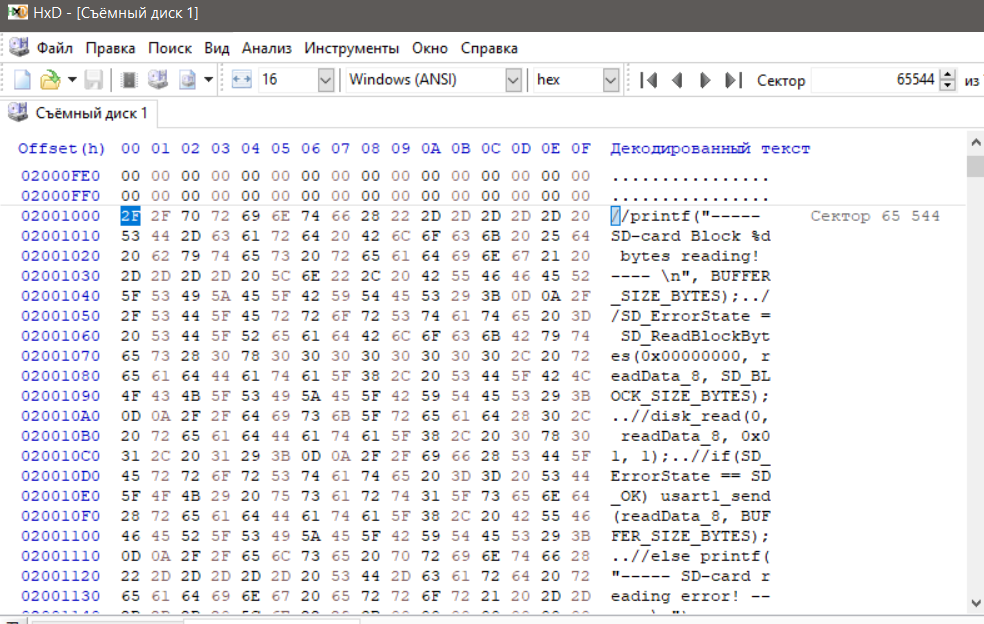 HxD - [Съёмный диск 1]
Файл Правка Поиск Вид Анализ Инструменты Окно Справка
16 Windows (ANSI) hex Сектор 65544 из
Съёмный диск 1
Offset(h) 00 01 02 03 04 05 06 07 08 09 0A 0B 0C 0D 0E 0F Декодированный текст
02000FE0 00 00 00 00 00 00 00 00 00 00 00 00 00 00 00 00 ................
02000FF0 00 00 00 00 00 00 00 00 00 00 00 00 00 00 00 00 ................
02001000 2F 2F 70 72 69 6E 74 66 28 22 2D 2D 2D 2D 2D 20 //printf("----- Сектор 65 544
02001010 53 44 2D 63 61 72 64 20 42 6C 6F 63 6B 20 25 64 SD-card Block %d
02001020 20 62 79 74 65 73 20 72 65 61 64 69 6E 67 21 20 bytes reading!
02001030 2D 2D 2D 2D 20 5C 6E 22 2C 20 42 55 46 46 45 52 ---- \n", BUFFER
02001040 5F 53 49 5A 45 5F 42 59 54 45 53 29 3B 0D 0A 2F _SIZE_BYTES);../
02001050 2F 53 44 5F 45 72 72 6F 72 53 74 61 74 65 20 3D /SD_ErrorState =
02001060 20 53 44 5F 52 65 61 64 42 6C 6F 63 6B 42 79 74 SD_ReadBlockByt
02001070 65 73 28 30 78 30 30 30 30 30 30 30 30 2C 20 72 es(0x00000000, r
02001080 65 61 64 44 61 74 61 5F 38 2C 20 53 44 5F 42 4C eadData_8, SD_BL
02001090 4F 43 4B 5F 53 49 5A 45 5F 42 59 54 45 53 29 3B OCK_SIZE_BYTES);
020010A0 0D 0A 2F 2F 64 69 73 6B 5F 72 65 61 64 28 30 2C ..//disk_read(0,
020010B0 20 72 65 61 64 44 61 74 61 5F 38 2C 20 30 78 30 readData_8, 0x0
020010C0 31 2C 20 31 29 3B 0D 0A 2F 2F 69 66 28 53 44 5F 1, 1);..//if(SD_
020010D0 45 72 72 6F 72 53 74 61 74 65 20 3D 3D 20 53 44 ErrorState == SD
020010E0 5F 4F 4B 29 20 75 73 61 72 74 31 5F 73 65 6E 64 _OK) usart1_send
020010F0 28 72 65 61 64 44 61 74 61 5F 38 2C 20 42 55 46 (readData_8, BUF
02001100 46 45 52 5F 53 49 5A 45 5F 42 59 54 45 53 29 3B FER_SIZE_BYTES);
02001110 0D 0A 2F 2F 65 6C 73 65 20 70 72 69 6E 74 66 28 ..//else printf(
02001120 22 2D 2D 2D 2D 2D 20 53 44 2D 63 61 72 64 20 72 "----- SD-card r
02001130 65 61 64 69 6E 67 20 65 72 72 6F 72 21 20 2D 2D eading error! --